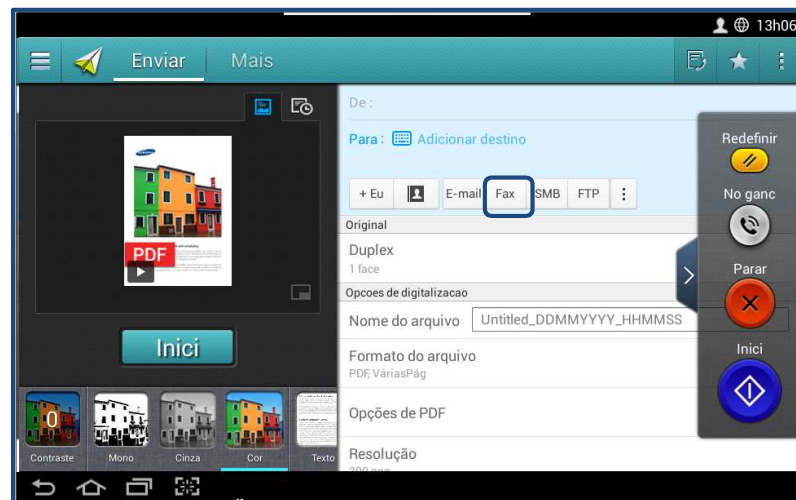 13h06
Enviar Mais
De :
Para : Adicionar destino
+ Eu E-mail Fax SMB FTP
Original
Duplex
1 face
Opcoes de digitalizacao
Nome do arquivo Untitled_DDMMYYYY_HHMMSS
Formato do arquivo
PDF, VáriasPág
Opções de PDF
Resolução
PDF
Inici
0
Contraste Mono Cinza Cor Texto
Redefinir
No ganc
Parar
Inici